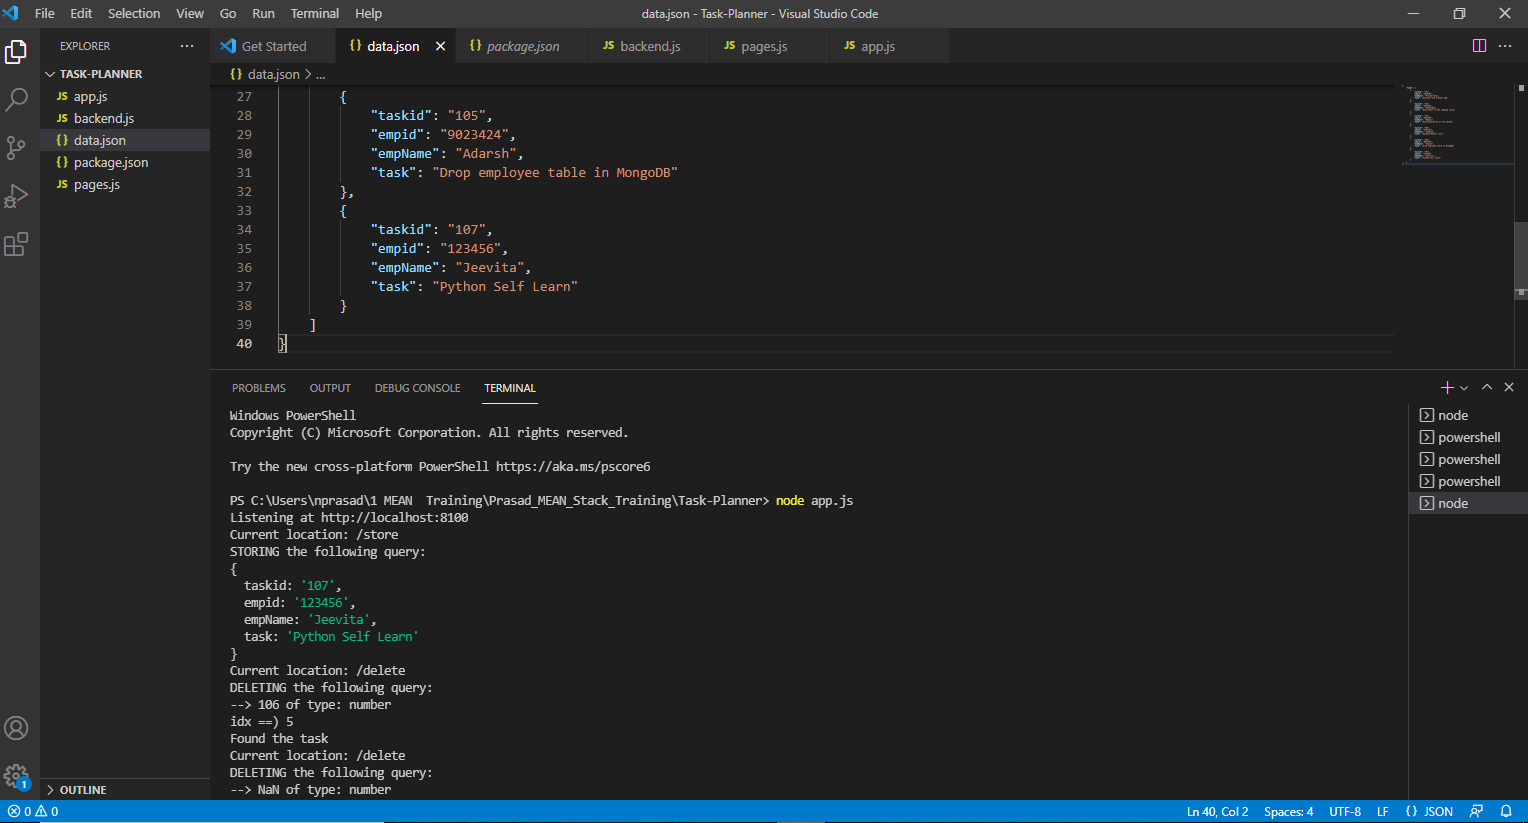 File Edit Selection View Go Run Terminal Help data.json - Task-Planner - Visual Studio Code
EXPLORER ··· Get Started {} data.json × {} package.json JS backend.js JS pages.js JS app.js ···
TASK-PLANNER {} data.json > ...
JS app.js
JS backend.js
{} data.json
{} package.json
JS pages.js
27 {
28 "taskid": "105",
29 "empid": "9023424",
30 "empName": "Adarsh",
31 "task": "Drop employee table in MongoDB"
32 },
33 {
34 "taskid": "107",
35 "empid": "123456",
36 "empName": "Jeevita",
37 "task": "Python Self Learn"
38 }
39 ]
40 }
PROBLEMS OUTPUT DEBUG CONSOLE TERMINAL
Windows PowerShell
Copyright (C) Microsoft Corporation. All rights reserved.
Try the new cross-platform PowerShell https://aka.ms/pscore6
PS C:\Users\nprasad\1 MEAN  Training\Prasad_MEAN_Stack_Training\Task-Planner> node app.js
Listening at http://localhost:8100
Current location: /store
STORING the following query:
{
taskid: '107',
empid: '123456',
empName: 'Jeevita',
task: 'Python Self Learn'
}
Current location: /delete
DELETING the following query:
--> 106 of type: number
idx ==) 5
Found the task
Current location: /delete
DELETING the following query:
--> NaN of type: number
node
powershell
powershell
powershell
node
1
OUTLINE
0 0 Ln 40, Col 2 Spaces: 4 UTF-8 LF {} JSON